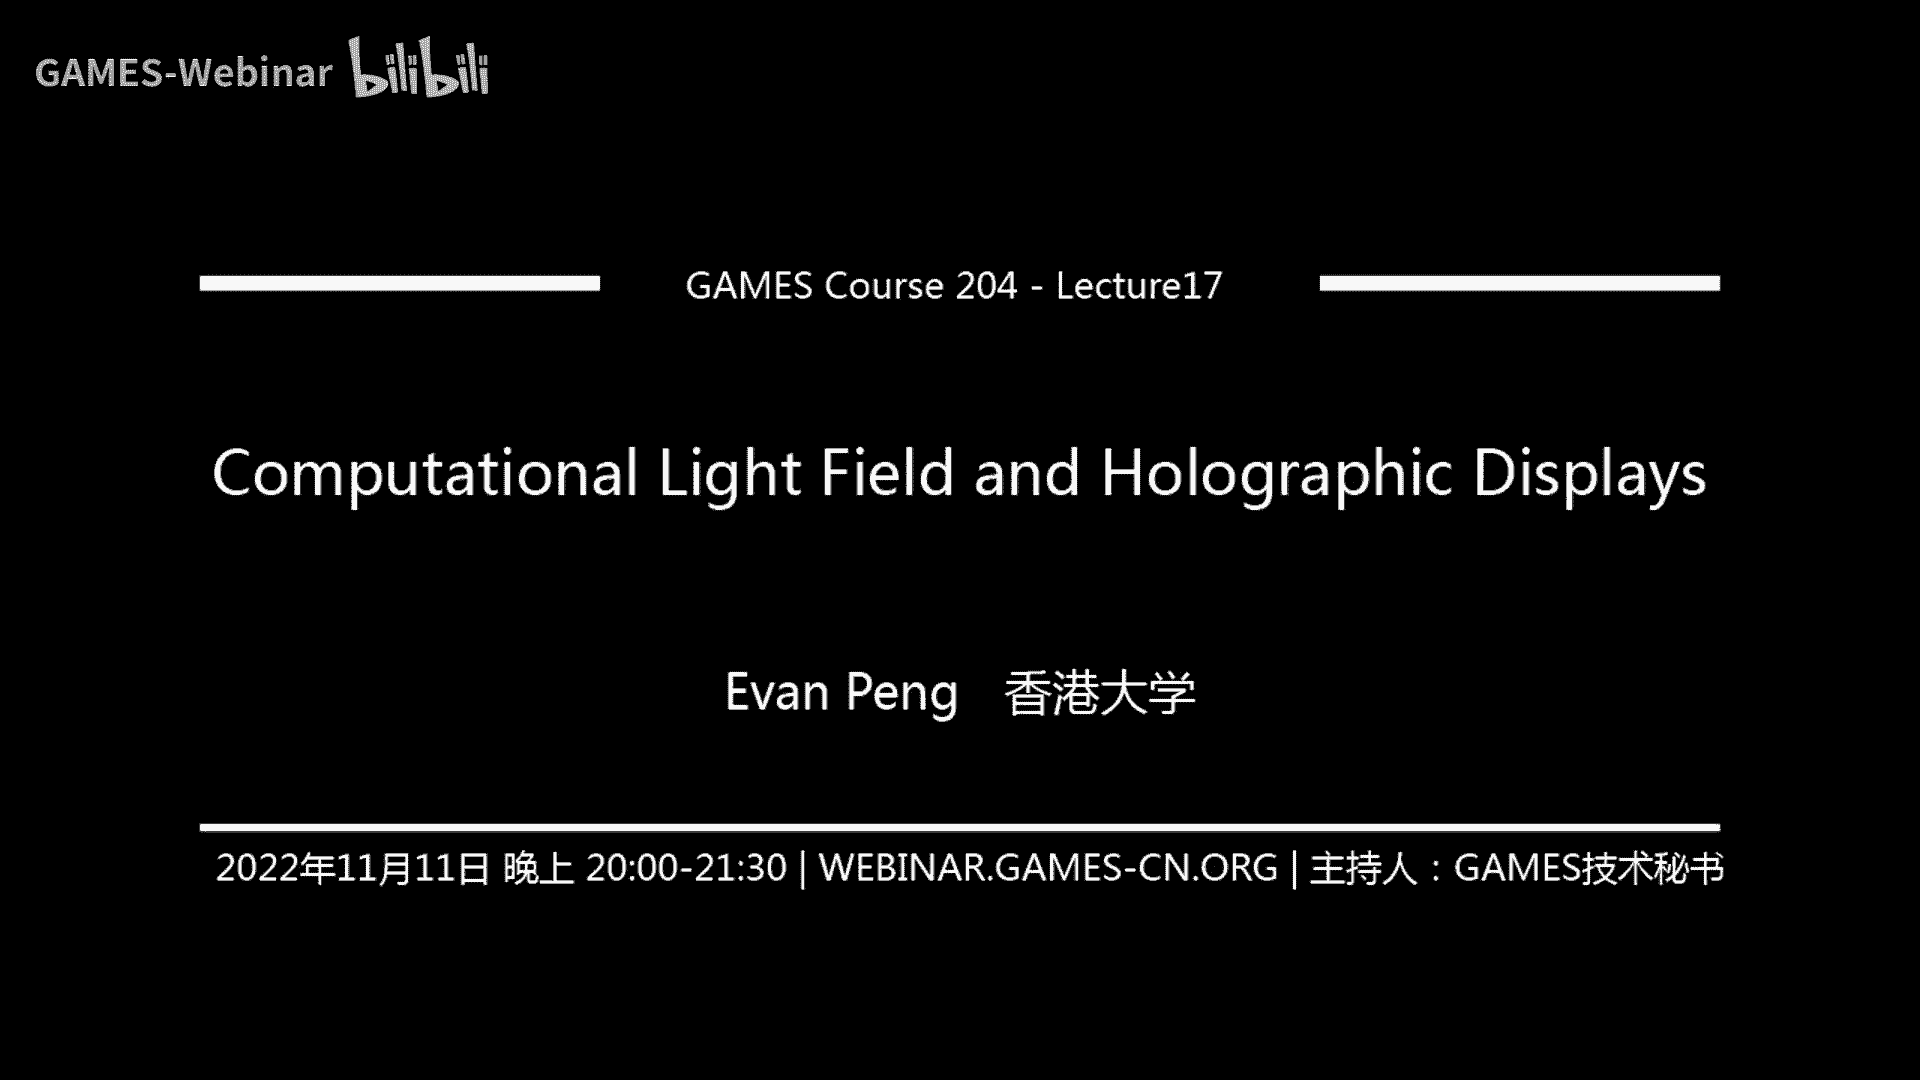 GAMES-Webinar bilibili
GAMES Course 204 - Lecture17
Computational Light Field and Holographic Displays
Evan Peng 香港大学
2022年11月11日 晚上 20:00-21:30 | WEBINAR.GAMES-CN.ORG | 主持人：GAMES技术秘书